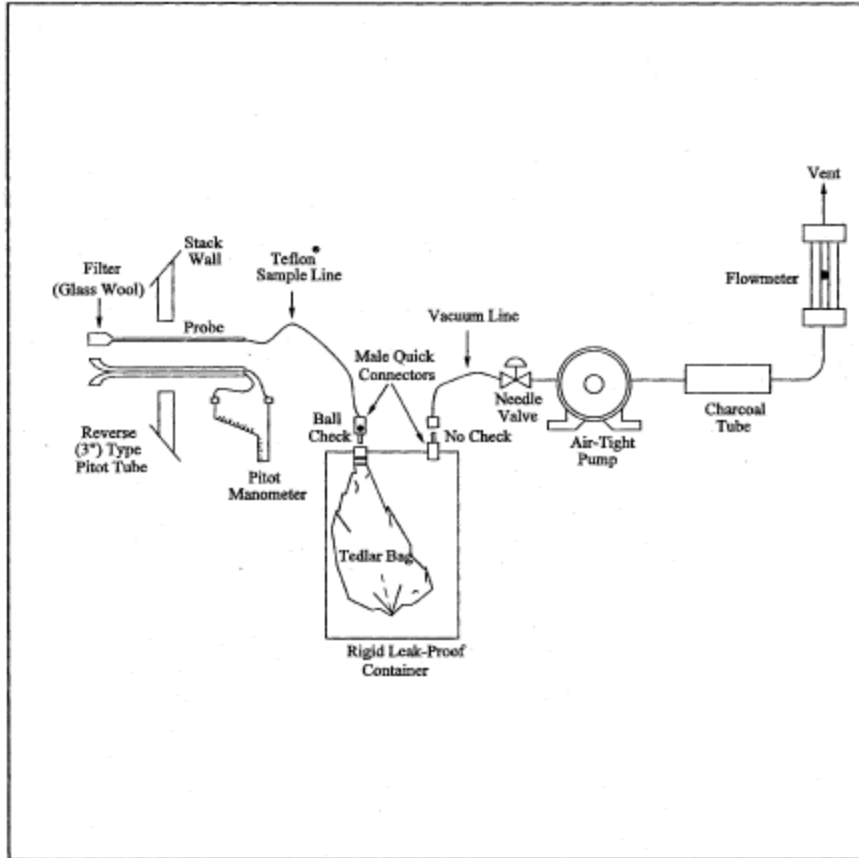 Vent
Stack
Wall
Teflon®
Sample Line
Filter
(Glass Wool)
Flowmeter
Probe
Vacuum Line
Male Quick
Connectors
Needle
Valve
Ball
Check
No Check
Charcoal
Tube
Reverse
(3") Type
Pitot Tube
Air-Tight
Pump
Pitot
Manometer
Tedlar Bag
Rigid Leak-Proof
Container